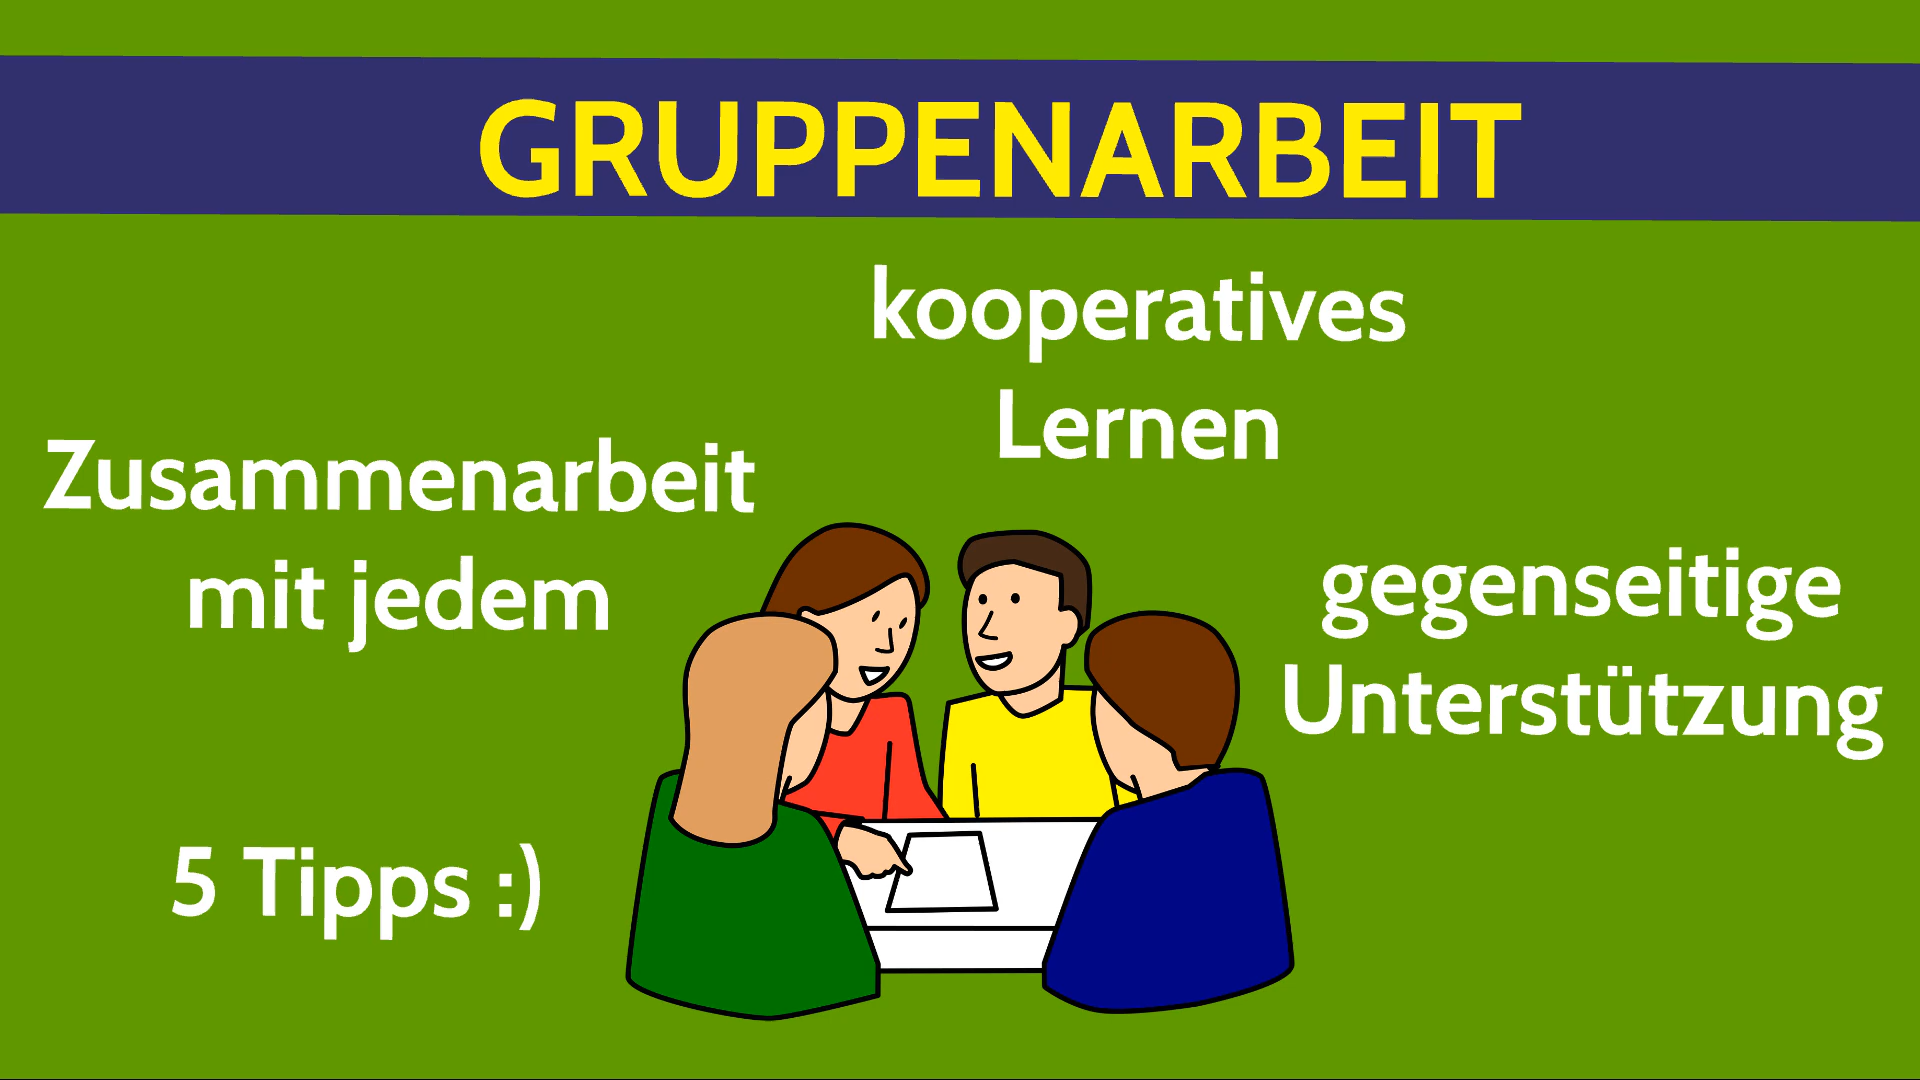 GRUPPENARBEIT
kooperatives
Lernen
Zusammenarbeit
mit jedem
gegenseitige
Unterstützung
5 Tipps :)